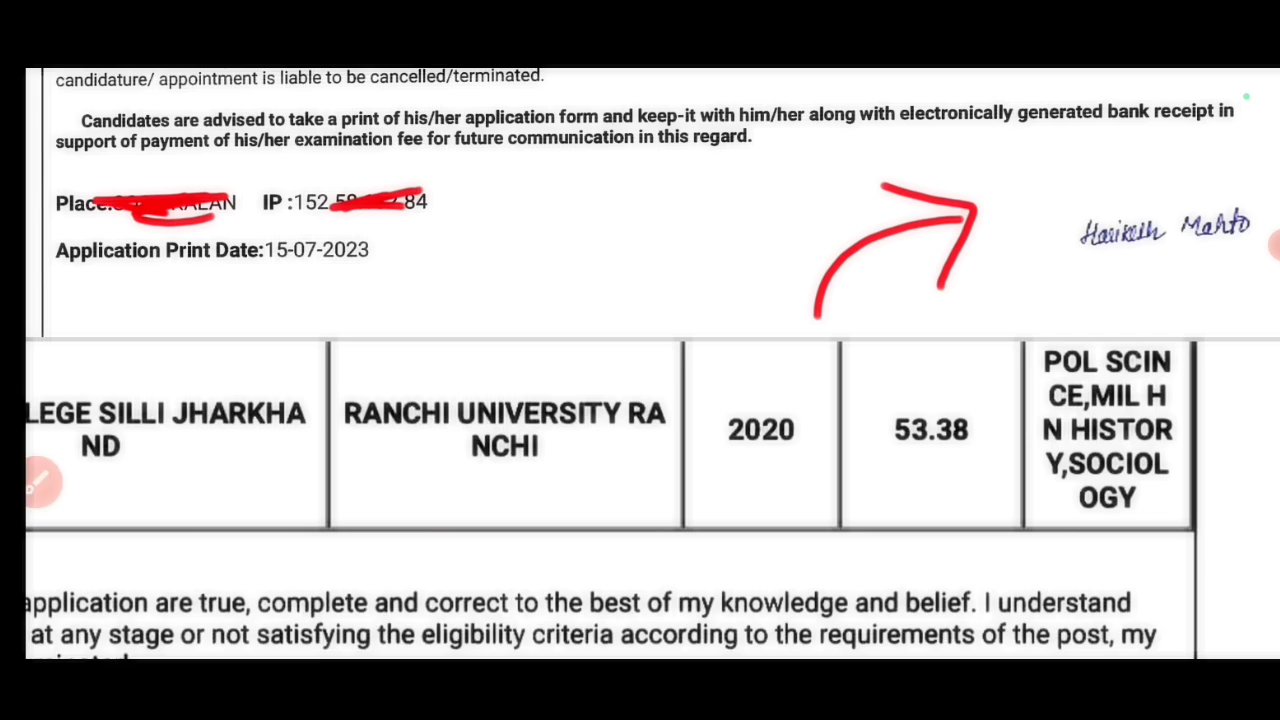 candidature/ appointment is liable to be cancelled/terminated.
Candidates are advised to take a print of his/her application form and keep-it with him/her along with electronically generated bank receipt in
support of payment of his/her examination fee for future communication in this regard.
Place: IP :152. 84
Application Print Date:15-07-2023
Harikesh Mahto
LEGE SILLI JHARKHA
ND
RANCHI UNIVERSITY RA
NCHI
2020
53.38
POL SCIN
CE,MIL H
N HISTOR
Y,SOCIOL
OGY
application are true, complete and correct to the best of my knowledge and belief. I understand
at any stage or not satisfying the eligibility criteria according to the requirements of the post, my